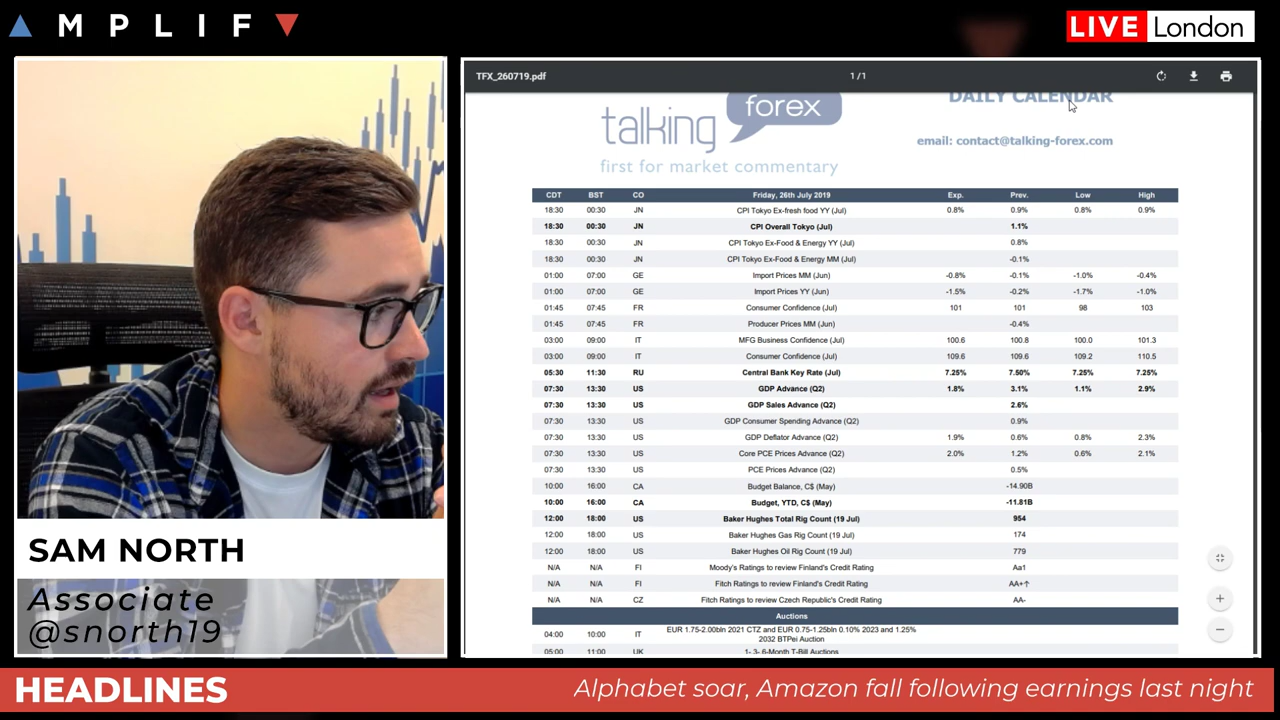 MPLIF
LIVE London
TFX_260719.pdf 1 / 1
talking forex
DAILY CALENDAR
email: contact@talking-forex.com
first for market commentary
CDT BST CO Friday, 26th July 2019 Exp. Prev. Low High
18:30 00:30 JN CPI Tokyo Ex-fresh food YY (Jul) 0.8% 0.9% 0.8% 0.9%
18:30 00:30 JN CPI Overall Tokyo (Jul) 1.1%
18:30 00:30 JN CPI Tokyo Ex-Food & Energy YY (Jul) 0.8%
18:30 00:30 JN CPI Tokyo Ex-Food & Energy MM (Jul) -0.1%
01:00 07:00 GE Import Prices MM (Jun) -0.8% -0.1% -1.0% -0.4%
01:00 07:00 GE Import Prices YY (Jun) -1.5% -0.2% -1.7% -1.0%
01:45 07:45 FR Consumer Confidence (Jul) 101 101 98 103
01:45 07:45 FR Producer Prices MM (Jun) -0.4%
03:00 09:00 IT MFG Business Confidence (Jul) 100.6 100.8 100.0 101.3
03:00 09:00 IT Consumer Confidence (Jul) 109.6 109.6 109.2 110.5
05:30 11:30 RU Central Bank Key Rate (Jul) 7.25% 7.50% 7.25% 7.25%
07:30 13:30 US GDP Advance (Q2) 1.8% 3.1% 1.1% 2.9%
07:30 13:30 US GDP Sales Advance (Q2) 2.6%
07:30 13:30 US GDP Consumer Spending Advance (Q2) 0.9%
07:30 13:30 US GDP Deflator Advance (Q2) 1.9% 0.6% 0.8% 2.3%
07:30 13:30 US Core PCE Prices Advance (Q2) 2.0% 1.2% 0.6% 2.1%
07:30 13:30 US PCE Prices Advance (Q2) 0.5%
10:00 16:00 CA Budget Balance, C$ (May) -14.90B
10:00 16:00 CA Budget, YTD, C$ (May) -11.81B
12:00 18:00 US Baker Hughes Total Rig Count (19 Jul) 954
12:00 18:00 US Baker Hughes Gas Rig Count (19 Jul) 174
12:00 18:00 US Baker Hughes Oil Rig Count (19 Jul) 779
N/A N/A FI Moody's Ratings to review Finland's Credit Rating Aa1
N/A N/A FI Fitch Ratings to review Finland's Credit Rating AA+↑
N/A N/A CZ Fitch Ratings to review Czech Republic's Credit Rating AA-
Auctions
04:00 10:00 IT EUR 1.75-2.00bln 2021 CTZ and EUR 0.75-1.25bln 0.10% 2023 and 1.25%
2032 BTPei Auction
05:00 11:00 UK 1- 3- 6-Month T-Bill Auctions
SAM NORTH
Associate
@snorth19
HEADLINES Alphabet soar, Amazon fall following earnings last night